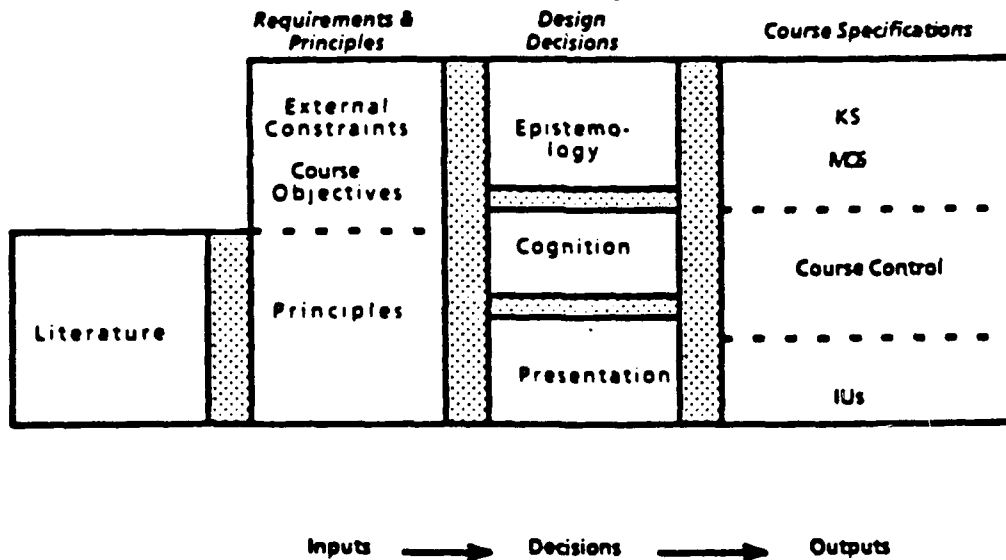 Requirements &
Principles
Design
Decisions
Course Specifications
External
Constraints
Course
Objectives
Principles
Literature
Epistemo-
logy
Cognition
Presentation
KS
MCS
Course Control
IUs
Inputs
Decisions
Outputs